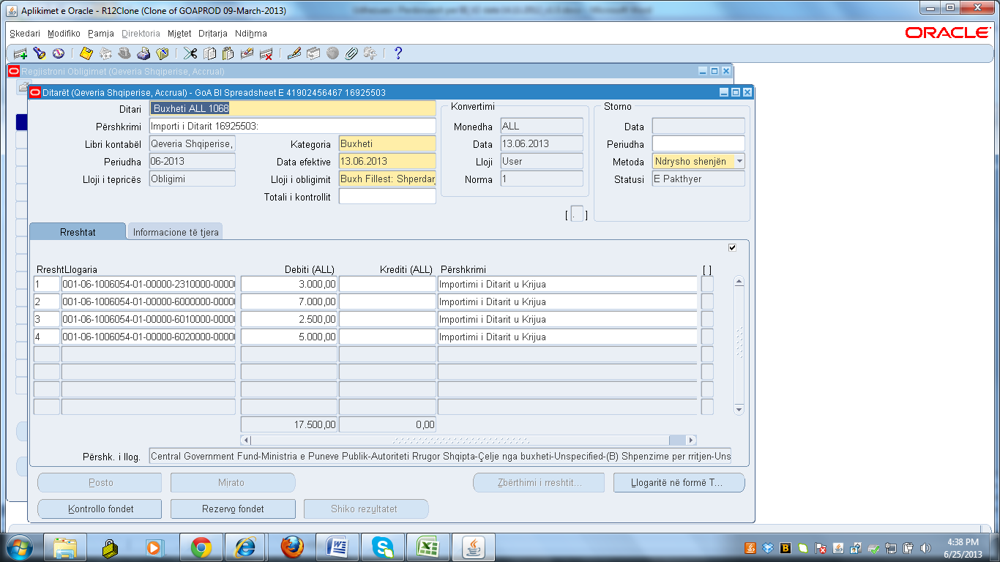 Aplikimet e Oracle - R12Clone (Clone of GOAPROD 09-March-2013)
Skedari Modifiko Pamja Direktoria Mjetet Dritarja Ndihma
ORACLE
Regjistroni Obligimet (Qeveria Shqiperise, Accrual)
Ditarët (Qeveria Shqiperise, Accrual) - GoA BI Spreadsheet E 41902456467 16925503
Ditari Buxheti ALL 1068
Përshkrimi Importi i Ditarit 16925503:
Libri kontabël Qeveria Shqiperise, Kategoria Buxheti
Periudha 06-2013 Data efektive 13.06.2013
Lloji i tepricës Obligimi Lloji i obligimit Buxh Fillest: Shperdar
Totali i kontrollit
Konvertimi
Monedha ALL
Data 13.06.2013
Lloji User
Norma 1
Storno
Data
Periudha
Metoda Ndrysho shenjën
Statusi E Pakthyer
[ . ]
Rreshtat Informacione të tjera
Rresht Llogaria Debiti (ALL) Krediti (ALL) Përshkrimi [ ]
1 001-06-1006054-01-00000-2310000-0000 3.000,00 Importimi i Ditarit u Krijua
2 001-06-1006054-01-00000-6000000-0000 7.000,00 Importimi i Ditarit u Krijua
3 001-06-1006054-01-00000-6010000-0000 2.500,00 Importimi i Ditarit u Krijua
4 001-06-1006054-01-00000-6020000-0000 5.000,00 Importimi i Ditarit u Krijua
17.500,00 0,00
Përshk. i llog. Central Government Fund-Ministria e Puneve Publik-Autoriteti Rrugor Shqipta-Çelje nga buxheti-Unspecified-(B) Shpenzime per rritjen-Uns
Posto Mirato Zbërthimi i rreshtit... Llogaritë në formë T...
Kontrollo fondet Rezervo fondet Shiko rezultatet
4:38 PM
6/25/2013